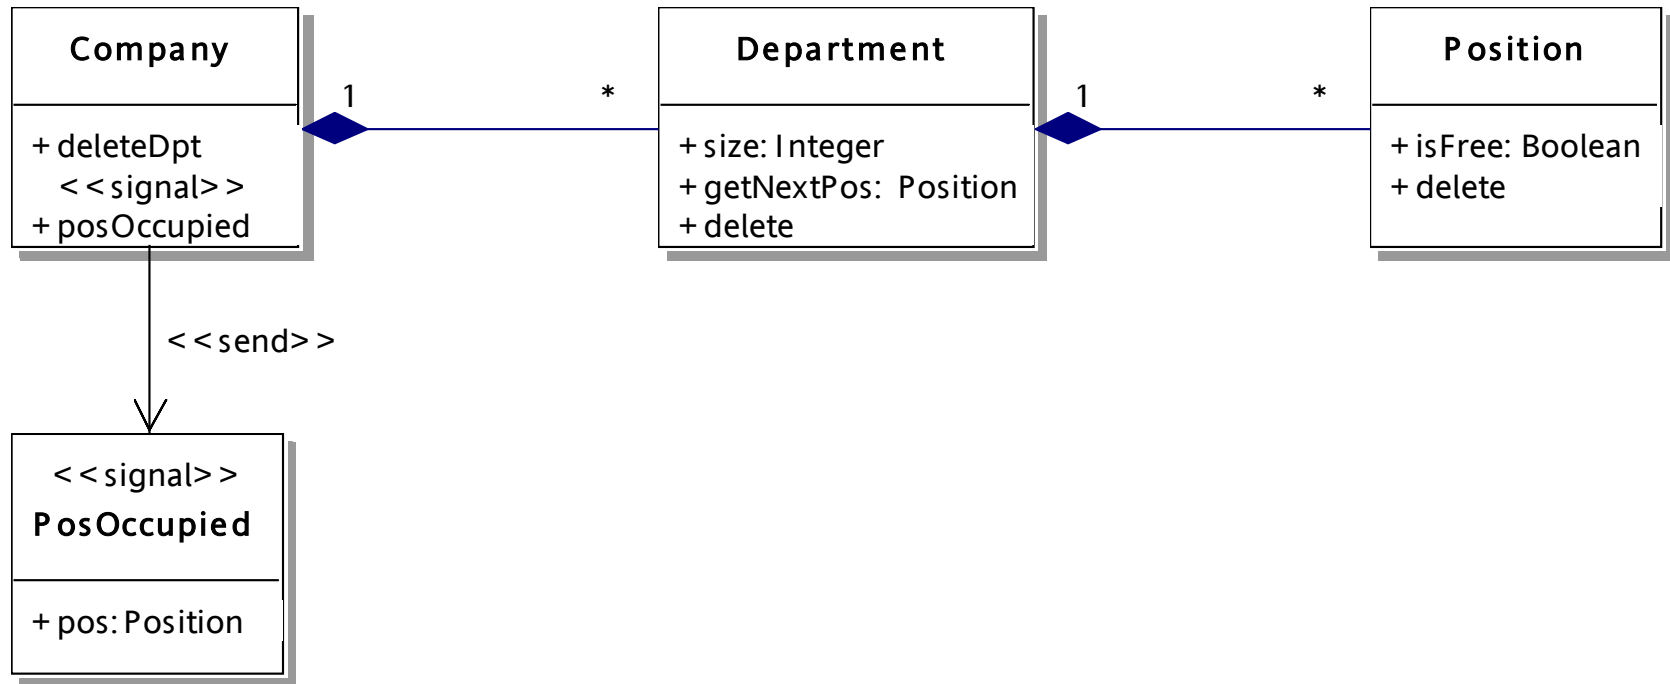 Company
+ deleteDpt
<<signal>>
+ posOccupied
1
*
Department
+ size: Integer
+ getNextPos: Position
+ delete
1
*
Position
+ isFree: Boolean
+ delete
<<send>>
<<signal>>
PosOccupied
+ pos: Position